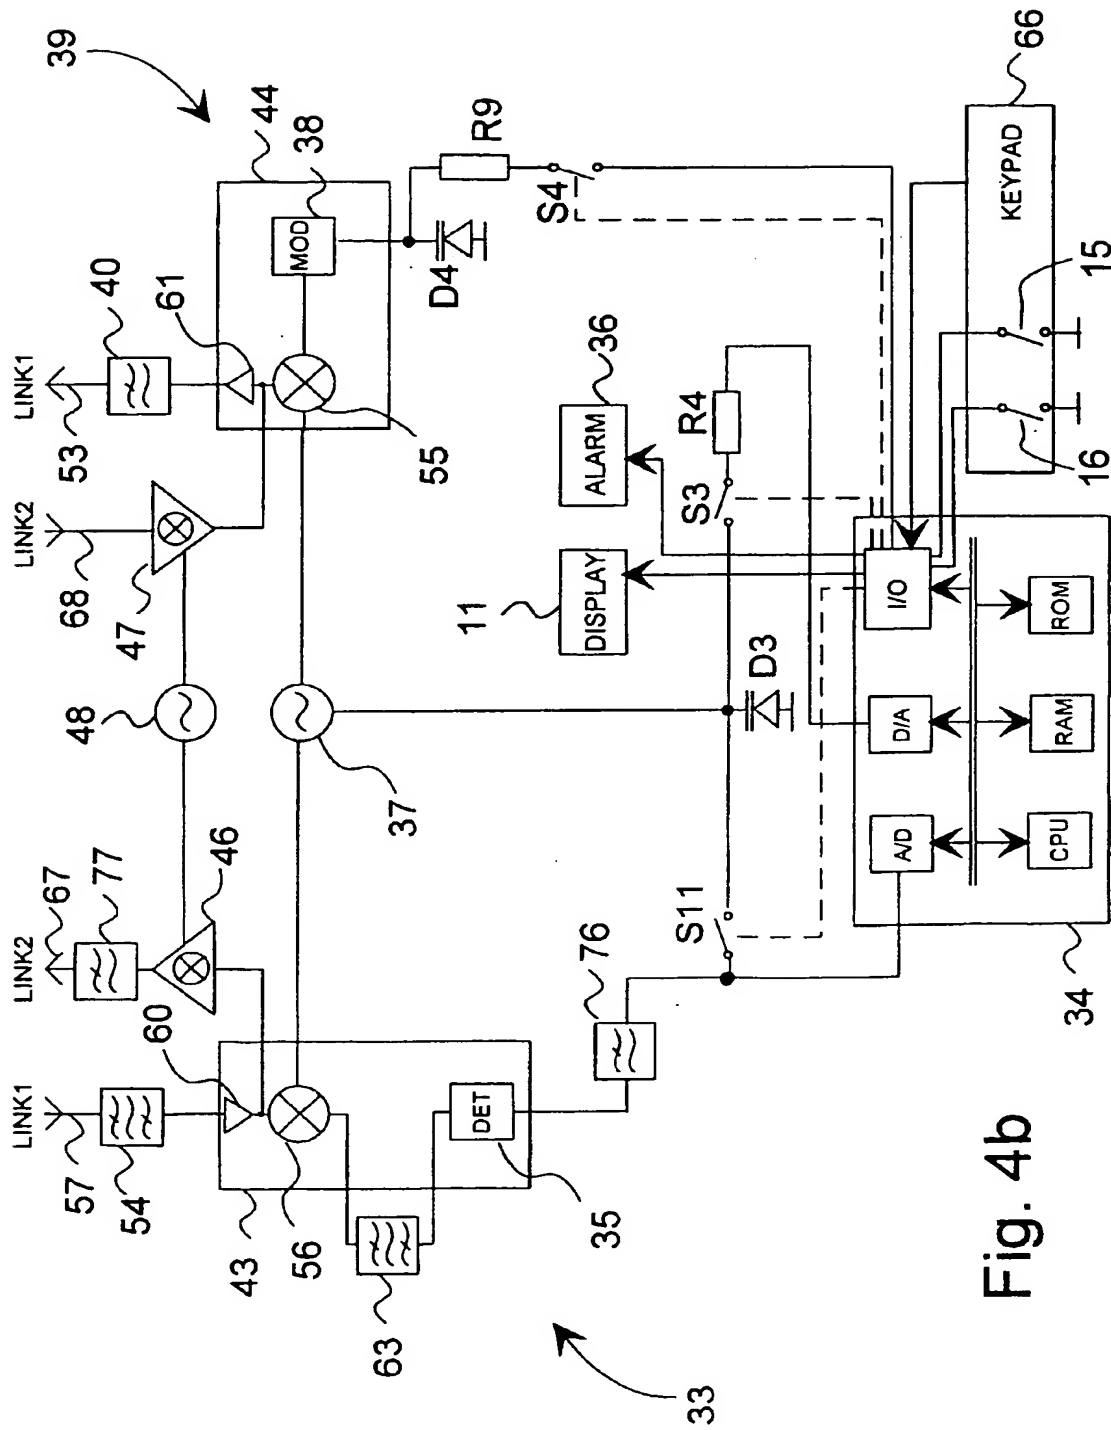 39
44
38
LINK1
53
40
61
LINK2
68
47
48
55
37
LINK2
67
77
46
LINK1
57
54
60
43
56
35
63
33
MOD
D4
R9
S4
DET
76
S11
D3
S3
R4
DISPLAY
11
ALARM
36
A/D
D/A
I/O
CPU
RAM
ROM
34
KEYPAD
66
15
16
Fig. 4b